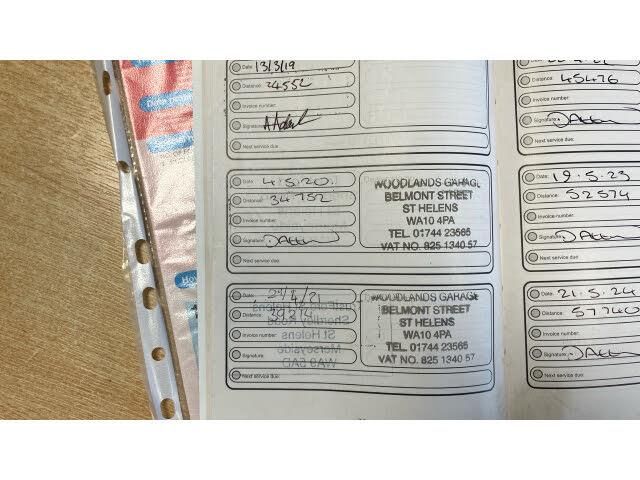 Date: 13/3/19
Distance: 24552
Invoice number:
Signature:
Next service due:
Date: 4.5.20.
Distance: 34752
Invoice number:
Signature:
Next service due:
WOODLANDS GARAGE
BELMONT STREET
ST HELENS
WA10 4PA
TEL. 01744 23565
VAT NO. 825 1340 57
Date: 29/4/21
Distance: 39,274
Invoice number:
Signature:
Next service due:
WOODLANDS GARAGE
BELMONT STREET
ST HELENS
WA10 4PA
TEL. 01744 23565
VAT NO. 825 1340 57
Distance: 45476
Invoice number:
Signature:
Next service due:
Date: 19.5.23
Distance: 52574
Invoice number:
Signature:
Next service due:
Date: 21.5.24
Distance: 57740
Invoice number:
Signature:
Next service due: